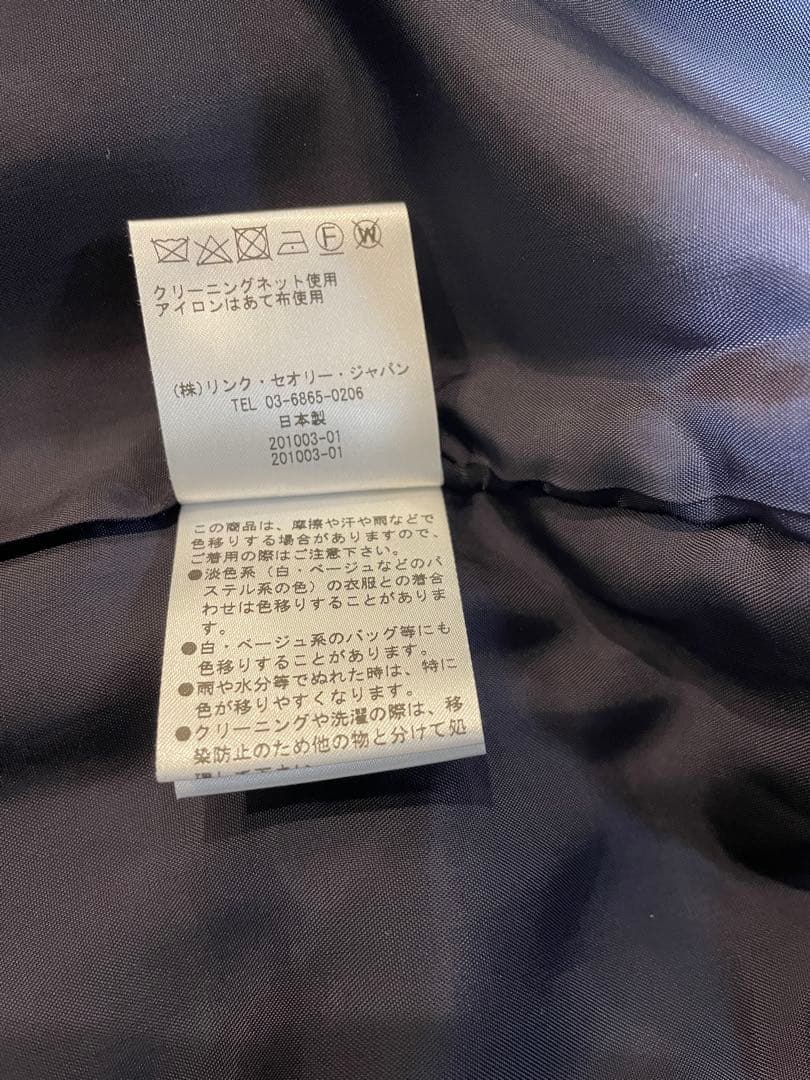 F W
クリーニングネット使用
アイロンはあて布使用
(株)リンク・セオリー・ジャパン
TEL 03-6865-0206
日本製
201003-01
201003-01
この商品は、摩擦や汗や雨などで
色移りする場合がありますので、
ご着用の際はご注意下さい。
●淡色系(白・ベージュなどのパ
ステル系の色)の衣服との着合
わせは色移りすることがありま
す。
●白・ベージュ系のバッグ等にも
色移りすることがあります。
●雨や水分等でぬれた時は、特に
色が移りやすくなります。
●クリーニングや洗濯の際は、移
染防止のため他の物と分けて処
理して下さい